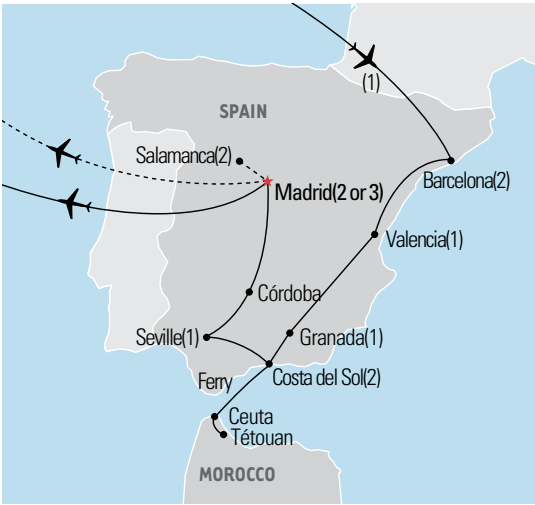 (1)
SPAIN
Salamanca(2)
Barcelona(2)
Madrid(2 or 3)
Valencia(1)
Córdoba
Seville(1)
Granada(1)
Ferry
Costa del Sol(2)
Ceuta
Tétouan
MOROCCO